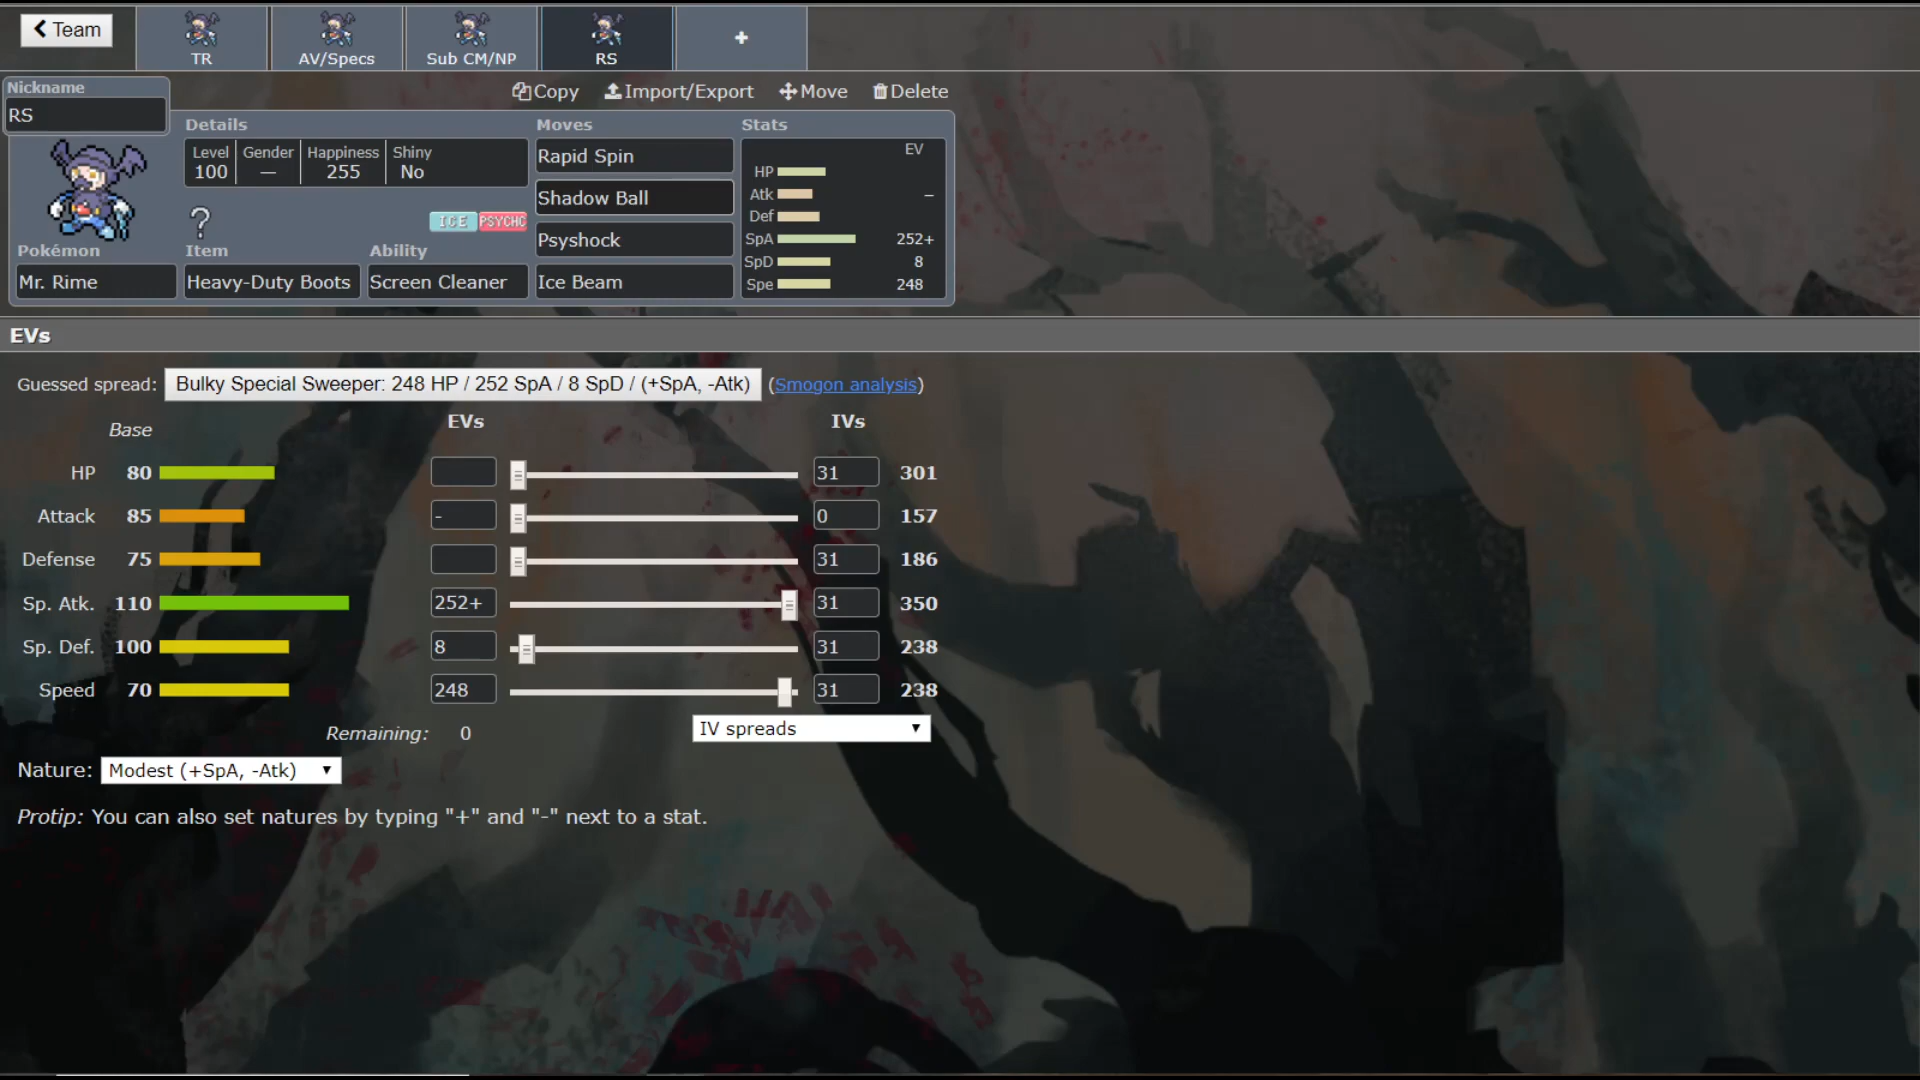 Team
TR
AV/Specs
Sub CM/NP
RS
Nickname
RS
Copy
Import/Export
Move
Delete
Details
Moves
Stats
Level
100
Gender
—
Happiness
255
Shiny
No
Rapid Spin
Shadow Ball
Psyshock
Ice Beam
EV
HP
Atk –
Def
SpA 252+
SpD 8
Spe 248
?
ICE PSYCHC
Pokémon
Mr. Rime
Item
Heavy-Duty Boots
Ability
Screen Cleaner
EVs
Guessed spread: Bulky Special Sweeper: 248 HP / 252 SpA / 8 SpD / (+SpA, -Atk) (Smogon analysis)
Base EVs IVs
HP 80 31 301
Attack 85 - 0 157
Defense 75 31 186
Sp. Atk. 110 252+ 31 350
Sp. Def. 100 8 31 238
Speed 70 248 31 238
Remaining: 0 IV spreads
Nature: Modest (+SpA, -Atk)
Protip: You can also set natures by typing "+" and "-" next to a stat.